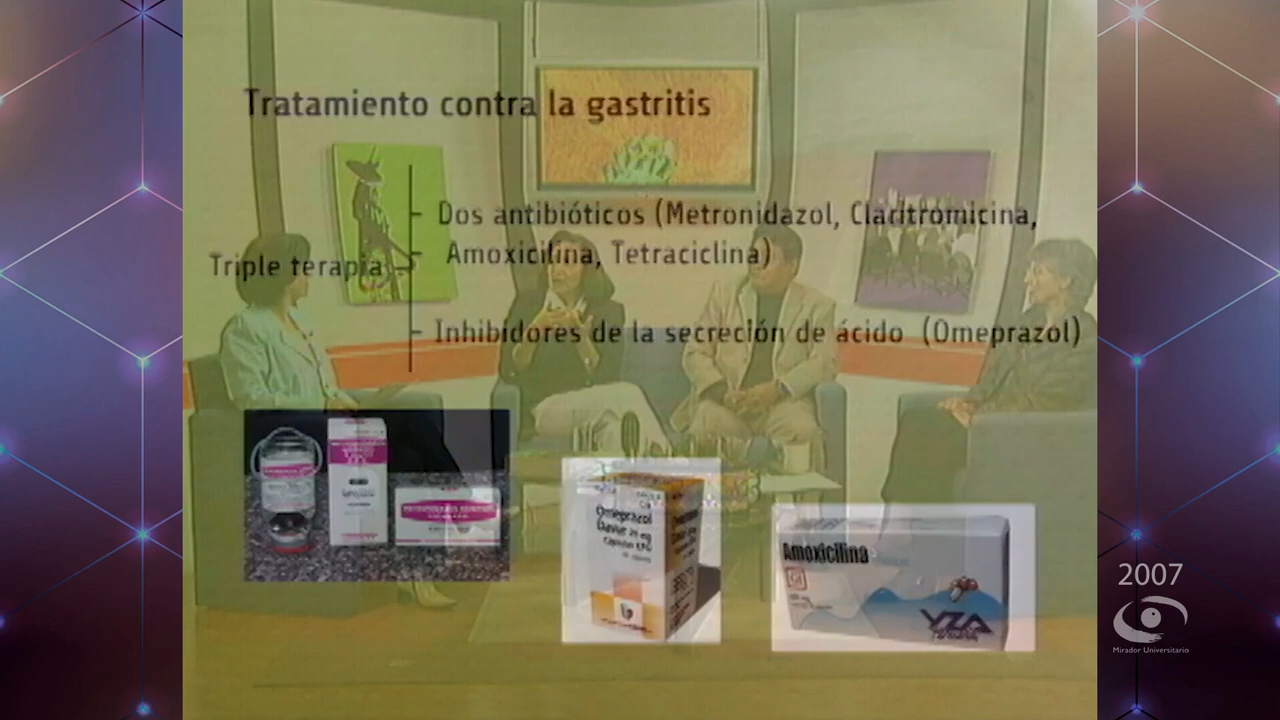 Tratamiento contra la gastritis
Dos antibióticos (Metronidazol, Claritromicina,
Amoxicilina, Tetraciclina)
Triple terapia
Inhibidores de la secreción de ácido (Omeprazol)
Omeprazol
Amoxicilina
YZA
2007
Mirador Universitario